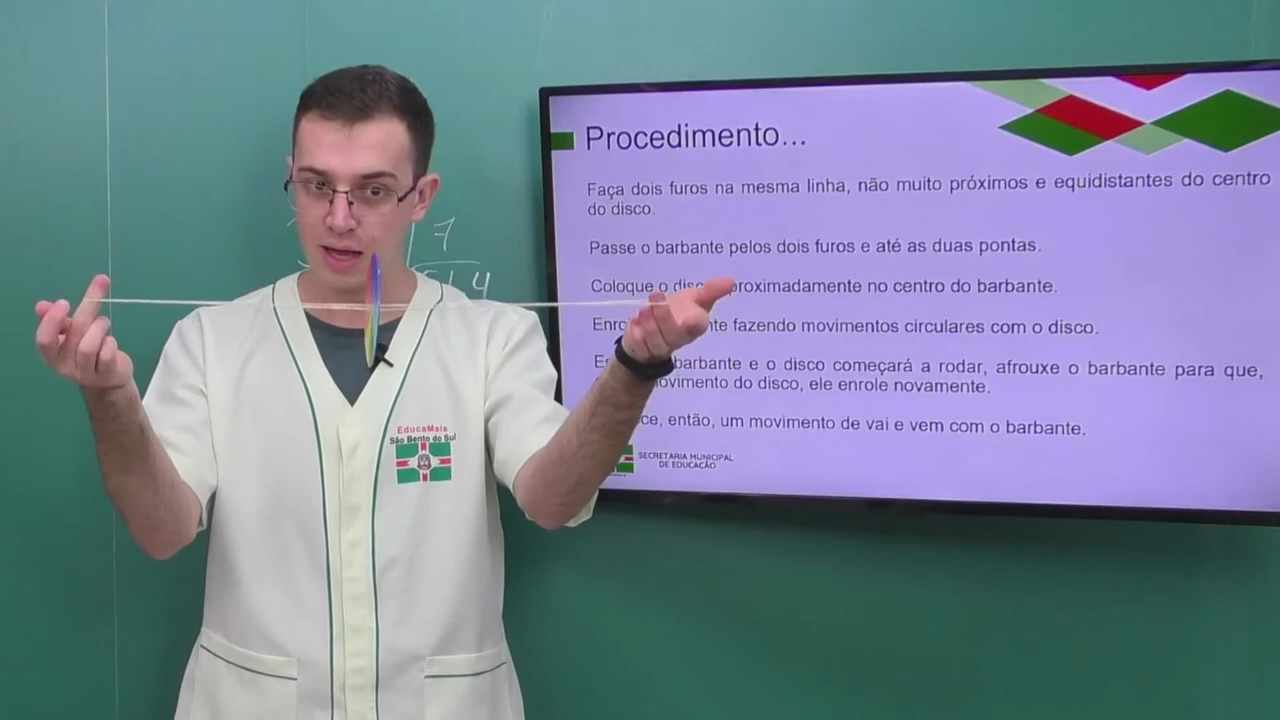 Procedimento...
Faça dois furos na mesma linha, não muito próximos e equidistantes do centro
do disco.
Passe o barbante pelos dois furos e até as duas pontas.
Coloque o disco aproximadamente no centro do barbante.
fazendo movimentos circulares com o disco.
barbante e o disco começará a rodar, afrouxe o barbante para que,
movimento do disco, ele enrole novamente.
então, um movimento de vai e vem com o barbante.
SECRETARIA MUNICIPAL
DE EDUCAÇÃO
7
4
EducaMais
São Bento do Sul